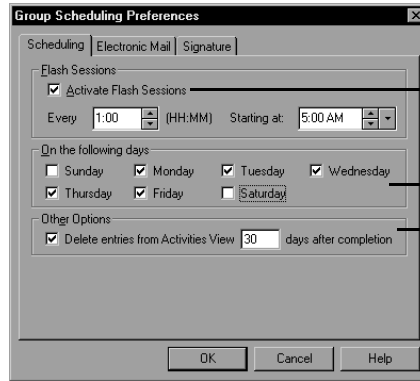 Group Scheduling Preferences
Scheduling Electronic Mail Signature
Flash Sessions
Activate Flash Sessions
Every 1:00 (HH:MM) Starting at: 5:00 AM
On the following days
Sunday Monday Tuesday Wednesday
Thursday Friday Saturday
Other Options
Delete entries from Activities View 30 days after completion
OK Cancel Help